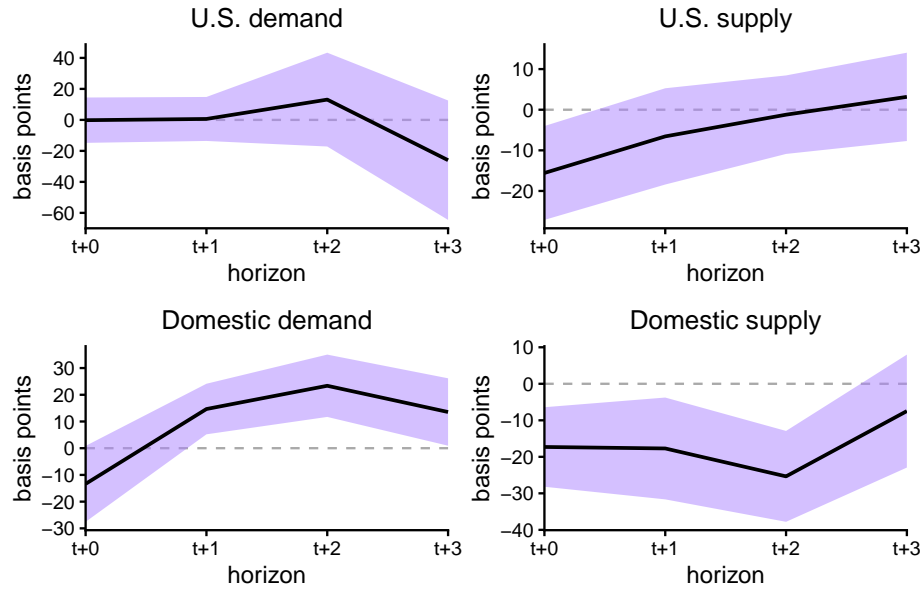 U.S. demand
basis points
40
20
0
−20
−40
−60
t+0 t+1 t+2 t+3
horizon
U.S. supply
basis points
10
0
−10
−20
t+0 t+1 t+2 t+3
horizon
Domestic demand
basis points
30
20
10
0
−10
−20
−30
t+0 t+1 t+2 t+3
horizon
Domestic supply
basis points
10
0
−10
−20
−30
−40
t+0 t+1 t+2 t+3
horizon